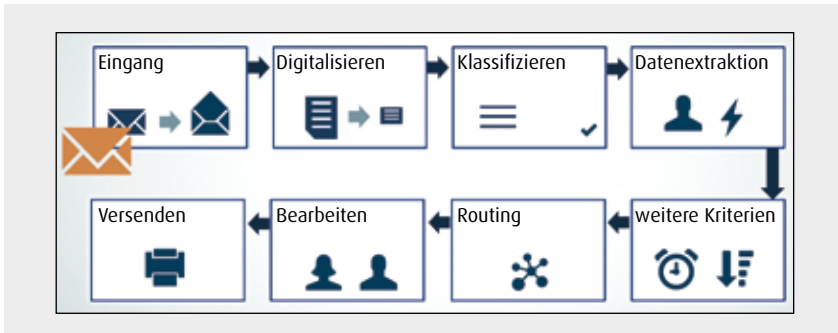 Eingang
Digitalisieren
Klassifizieren
Datenextraktion
weitere Kriterien
Routing
Bearbeiten
Versenden